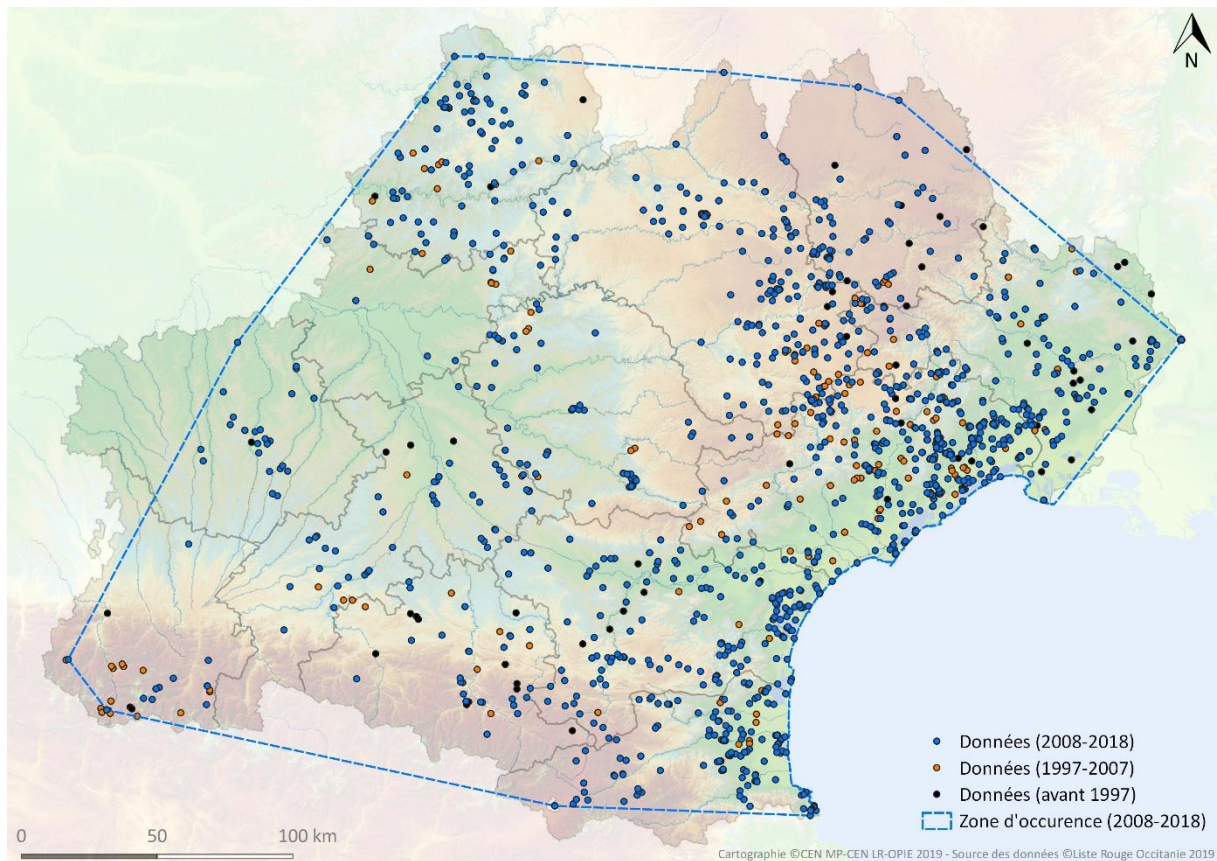 N
Données (2008-2018)
Données (1997-2007)
Données (avant 1997)
Zone d'occurence (2008-2018)
0 50 100 km
Cartographie ©CEN MP-CEN LR-OPIE 2019 - Source des données ©Liste Rouge Occitanie 2019